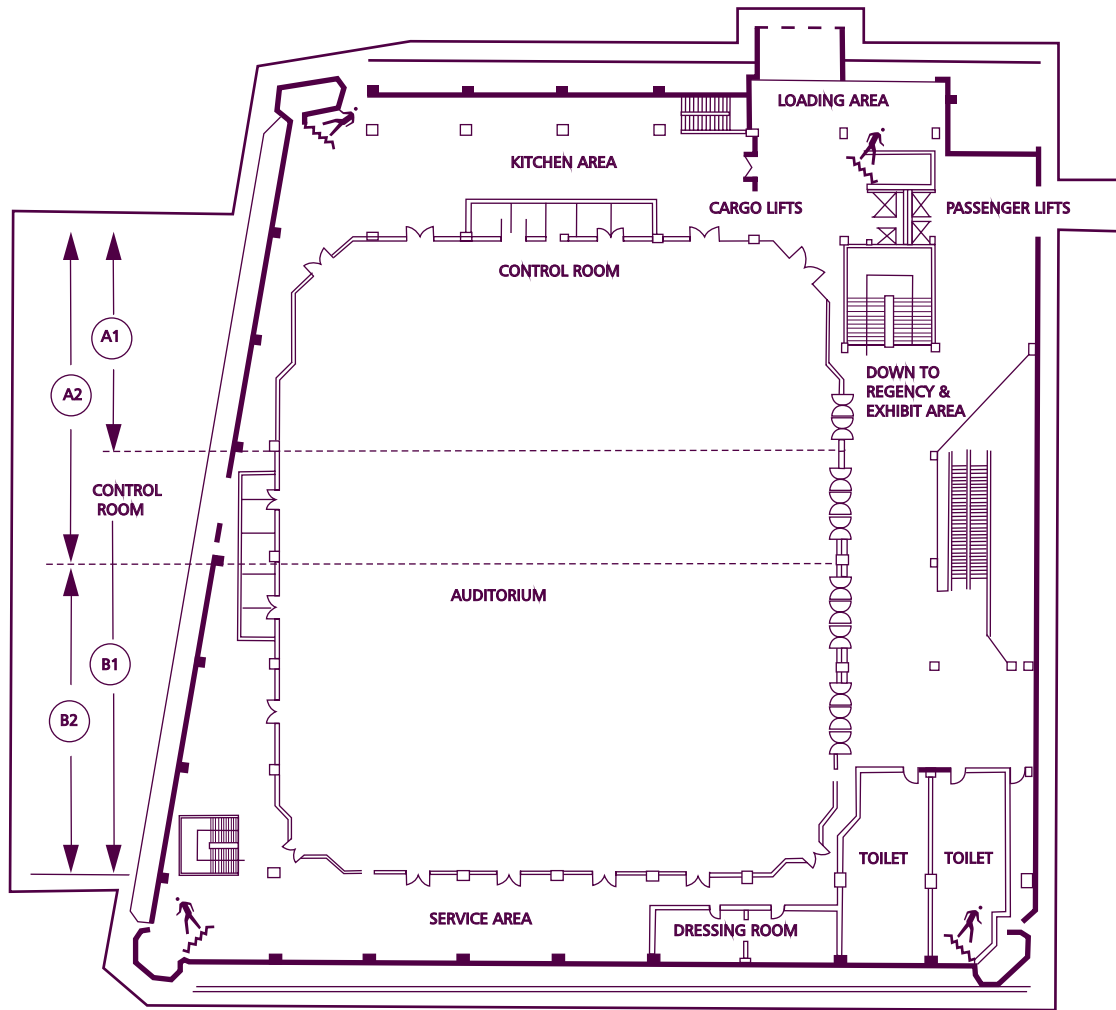 LOADING AREA
KITCHEN AREA
CARGO LIFTS
PASSENGER LIFTS
CONTROL ROOM
A1
DOWN TO
REGENCY &
EXHIBIT AREA
A2
CONTROL
ROOM
AUDITORIUM
B1
B2
TOILET
TOILET
SERVICE AREA
DRESSING ROOM